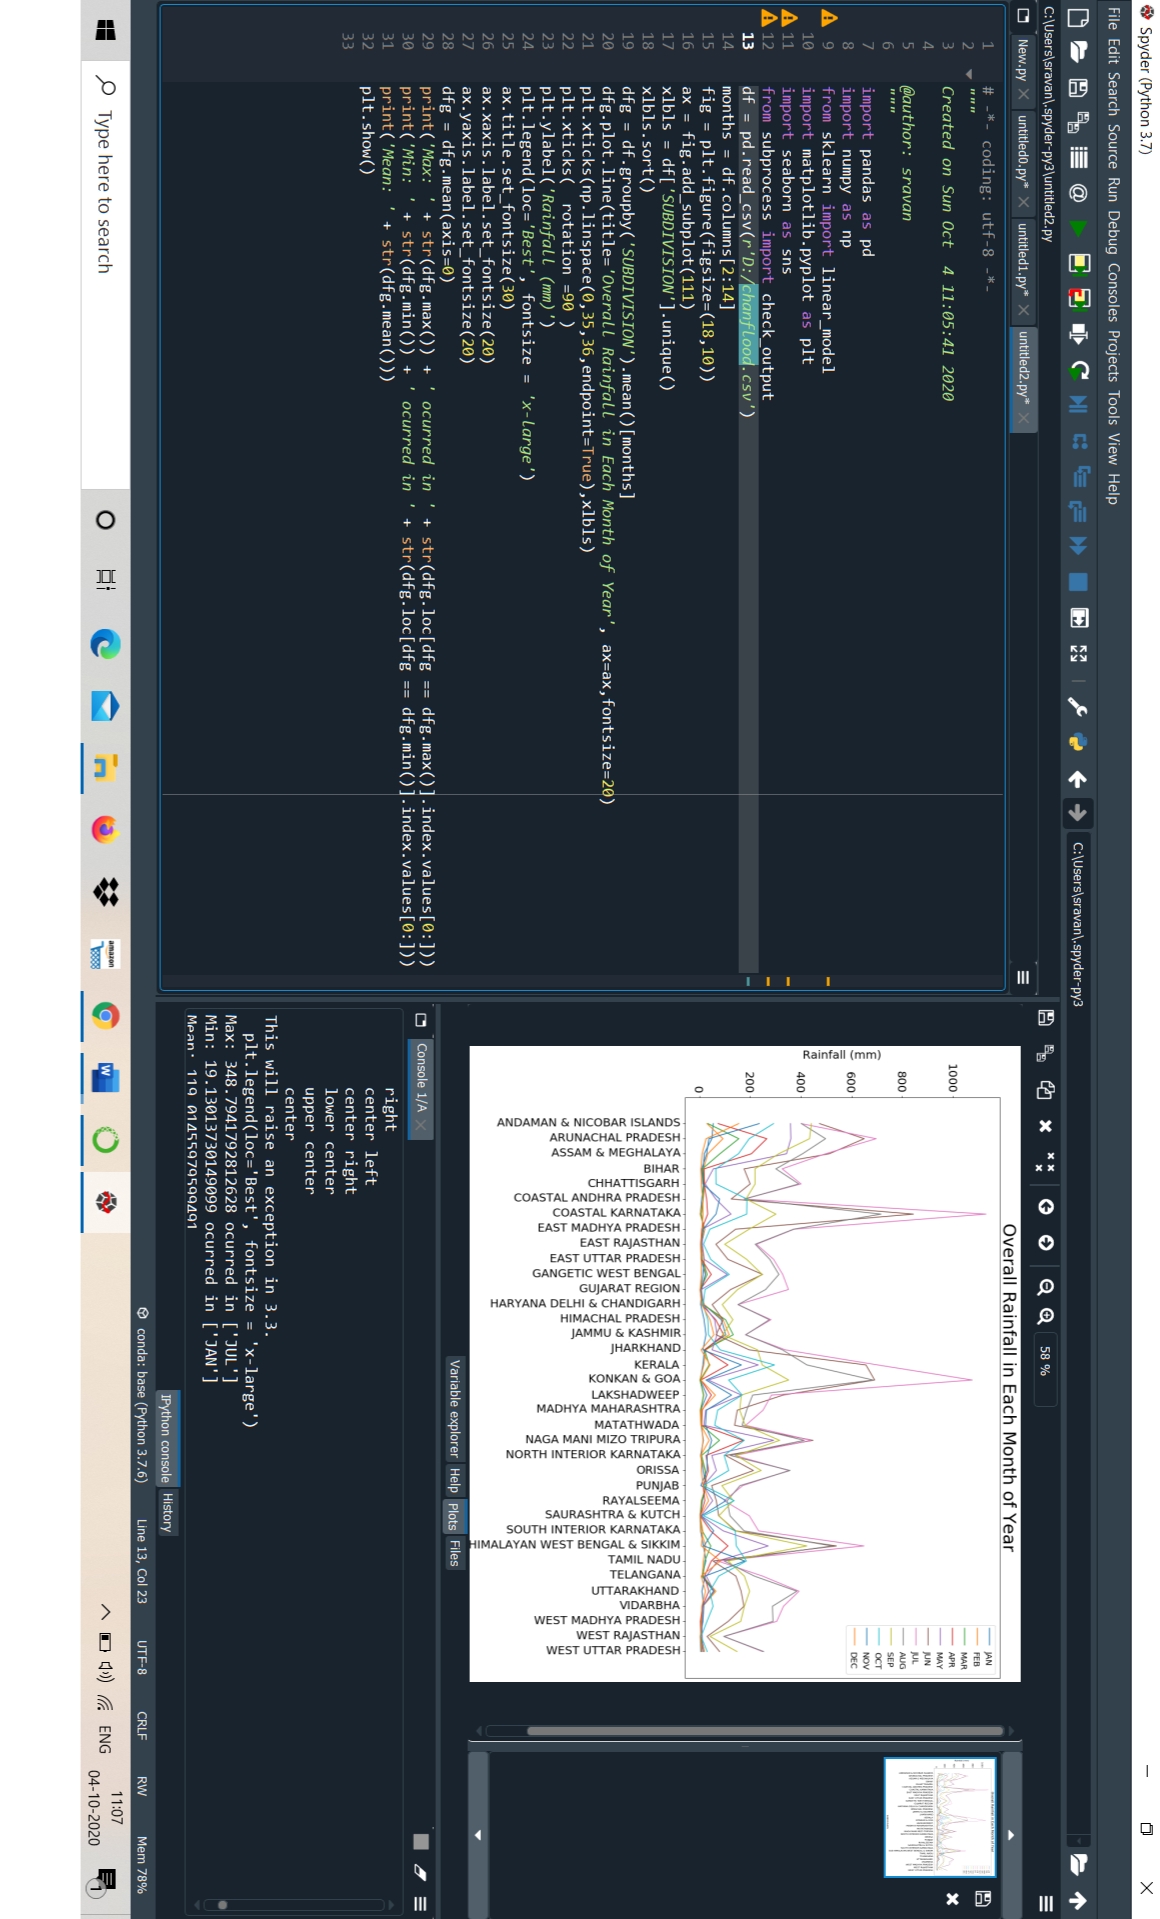 Spyder (Python 3.7)
File Edit Search Source Run Debug Consoles Projects Tools View Help
C:\Users\sravan\.spyder-py3
C:\Users\sravan\.spyder-py3\untitled2.py
New.py untitled0.py* untitled1.py* untitled2.py*
1 # -*- coding: utf-8 -*-
2 """
3 Created on Sun Oct  4 11:05:41 2020
4
5 @author: sravan
6 """
7 import pandas as pd
8 import numpy as np
9 from sklearn import linear_model
10 import matplotlib.pyplot as plt
11 import seaborn as sns
12 from subprocess import check_output
13 df = pd.read_csv(r'D:/chanflood.csv')
14 months = df.columns[2:14]
15 fig = plt.figure(figsize=(18,10))
16 ax = fig.add_subplot(111)
17 xlbls = df['SUBDIVISION'].unique()
18 xlbls.sort()
19 dfg = df.groupby('SUBDIVISION').mean()[months]
20 dfg.plot.line(title='Overall Rainfall in Each Month of Year', ax=ax,fontsize=20)
21 plt.xticks(np.linspace(0,35,36,endpoint=True),xlbls)
22 plt.xticks( rotation =90 )
23 plt.ylabel('Rainfall (mm)')
24 plt.legend(loc='Best', fontsize = 'x-large')
25 ax.title.set_fontsize(30)
26 ax.xaxis.label.set_fontsize(20)
27 ax.yaxis.label.set_fontsize(20)
28 dfg = dfg.mean(axis=0)
29 print('Max: ' + str(dfg.max()) + ' ocurred in ' + str(dfg.loc[dfg == dfg.max()].index.values[0:]))
30 print('Min: ' + str(dfg.min()) + ' ocurred in ' + str(dfg.loc[dfg == dfg.min()].index.values[0:]))
31 print('Mean: ' + str(dfg.mean()))
32 plt.show()
33
58 %
Overall Rainfall in Each Month of Year
Rainfall (mm)
1000
800
600
400
200
0
JAN
FEB
MAR
APR
MAY
JUN
JUL
AUG
SEP
OCT
NOV
DEC
ANDAMAN & NICOBAR ISLANDS
ARUNACHAL PRADESH
ASSAM & MEGHALAYA
BIHAR
CHHATTISGARH
COASTAL ANDHRA PRADESH
COASTAL KARNATAKA
EAST MADHYA PRADESH
EAST RAJASTHAN
EAST UTTAR PRADESH
GANGETIC WEST BENGAL
GUJARAT REGION
HARYANA DELHI & CHANDIGARH
HIMACHAL PRADESH
JAMMU & KASHMIR
JHARKHAND
KERALA
KONKAN & GOA
LAKSHADWEEP
MADHYA MAHARASHTRA
MATATHWADA
NAGA MANI MIZO TRIPURA
NORTH INTERIOR KARNATAKA
ORISSA
PUNJAB
RAYALSEEMA
SAURASHTRA & KUTCH
SOUTH INTERIOR KARNATAKA
HIMALAYAN WEST BENGAL & SIKKIM
TAMIL NADU
TELANGANA
UTTARAKHAND
VIDARBHA
WEST MADHYA PRADESH
WEST RAJASTHAN
WEST UTTAR PRADESH
Variable explorer Help Plots Files
Console 1/A
right
center left
center right
lower center
upper center
center
This will raise an exception in 3.3.
plt.legend(loc='Best', fontsize = 'x-large')
Max: 348.7941792812628 ocurred in ['JUL']
Min: 19.13013730149099 ocurred in ['JAN']
Mean: 119.0145597959949​1
IPython console History
conda: base (Python 3.7.6) Line 13, Col 23 UTF-8 CRLF RW Mem 78%
Type here to search
amazon
ENG
11:07
04-10-2020
1